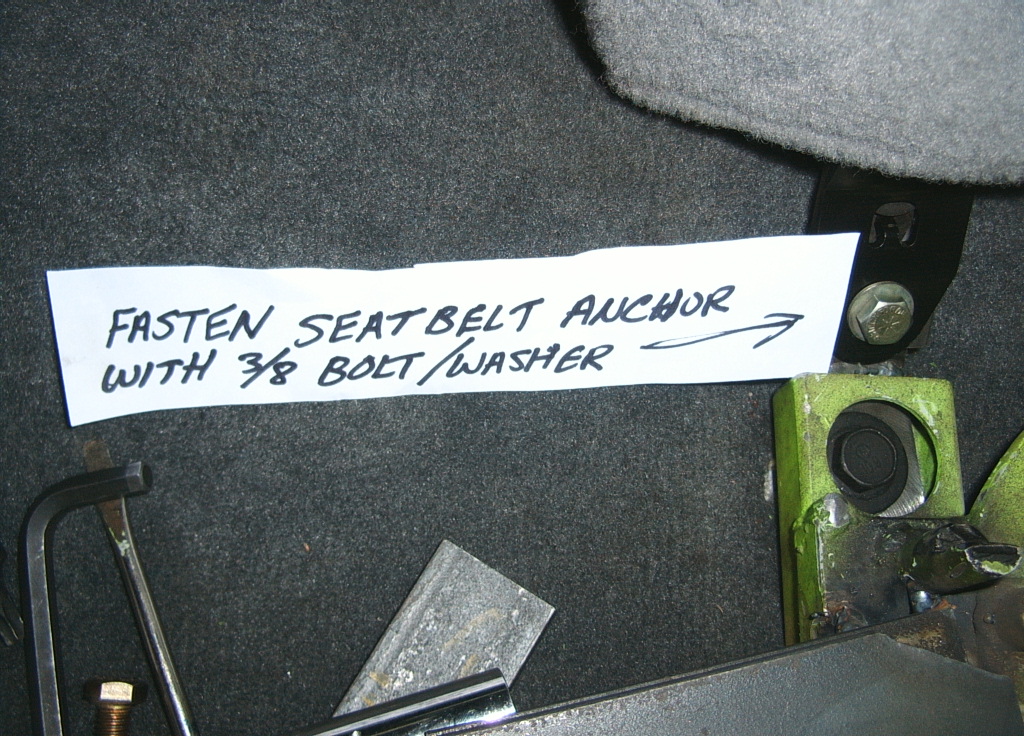 FASTEN SEATBELT ANCHOR
WITH 3/8 BOLT/WASHER